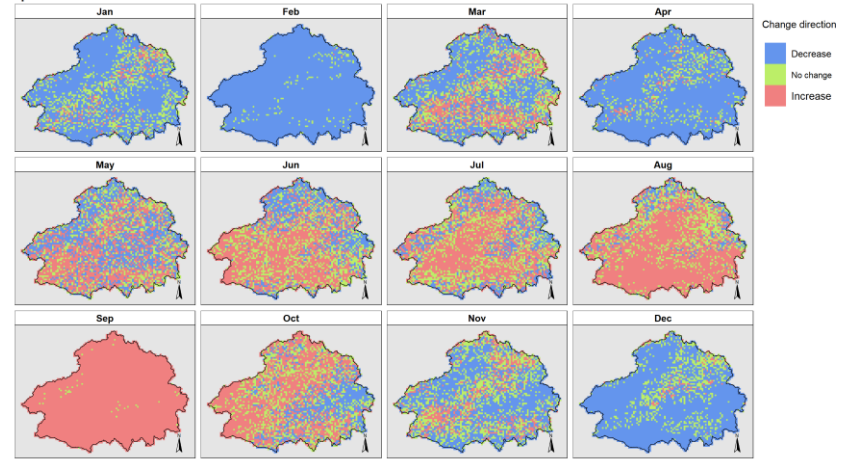 Jan
Feb
Mar
Apr
Change direction
Decrease
No change
Increase
May
Jun
Jul
Aug
Sep
Oct
Nov
Dec